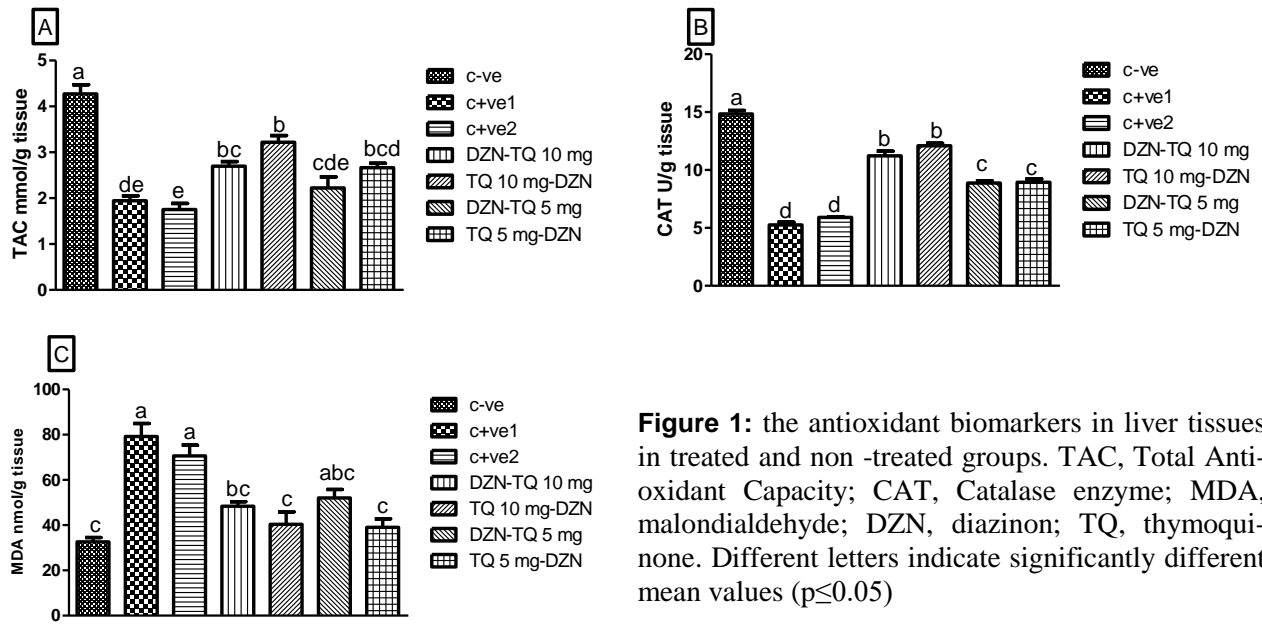 A
TAC mmol/g tissue
5
4
3
2
1
0
a
de
e
bc
b
cde
bcd
c-ve
c+ve1
c+ve2
DZN-TQ 10 mg
TQ 10 mg-DZN
DZN-TQ 5 mg
TQ 5 mg-DZN
B
CAT U/g tissue
20
15
10
5
0
a
d
d
b
b
c
c
c-ve
c+ve1
c+ve2
DZN-TQ 10 mg
TQ 10 mg-DZN
DZN-TQ 5 mg
TQ 5 mg-DZN
C
MDA nmol/g tissue
100
80
60
40
20
0
c
a
a
bc
c
abc
c
c-ve
c+ve1
c+ve2
DZN-TQ 10 mg
TQ 10 mg-DZN
DZN-TQ 5 mg
TQ 5 mg-DZN
Figure 1: the antioxidant biomarkers in liver tissues
in treated and non -treated groups. TAC, Total Anti-
oxidant Capacity; CAT, Catalase enzyme; MDA,
malondialdehyde; DZN, diazinon; TQ, thymoqui-
none. Different letters indicate significantly different
mean values (p≤0.05)